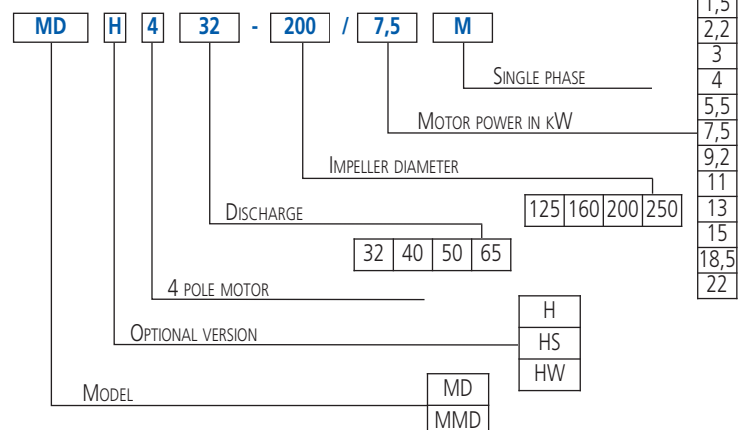 MD H 4 32 - 200 / 7,5 M
1,5
2,2
3
4
5,5
7,5
9,2
11
13
15
18,5
22
SINGLE PHASE
MOTOR POWER IN KW
IMPELLER DIAMETER
125 160 200 250
DISCHARGE
32 40 50 65
4 POLE MOTOR
OPTIONAL VERSION
H
HS
HW
MODEL
MD
MMD